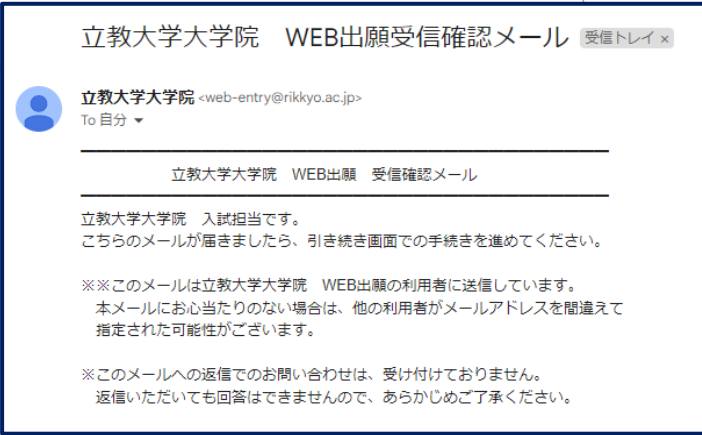 立教大学大学院　WEB出願受信確認メール 受信トレイ ×
立教大学大学院 <web-entry@rikkyo.ac.jp>
To 自分
立教大学大学院　WEB出願　受信確認メール
立教大学大学院　入試担当です。
こちらのメールが届きましたら、引き続き画面での手続きを進めてください。
※※このメールは立教大学大学院　WEB出願の利用者に送信しています。
本メールにお心当たりのない場合は、他の利用者がメールアドレスを間違えて
指定された可能性がございます。
※このメールへの返信でのお問い合わせは、受け付けておりません。
返信いただいても回答はできませんので、あらかじめご了承ください。